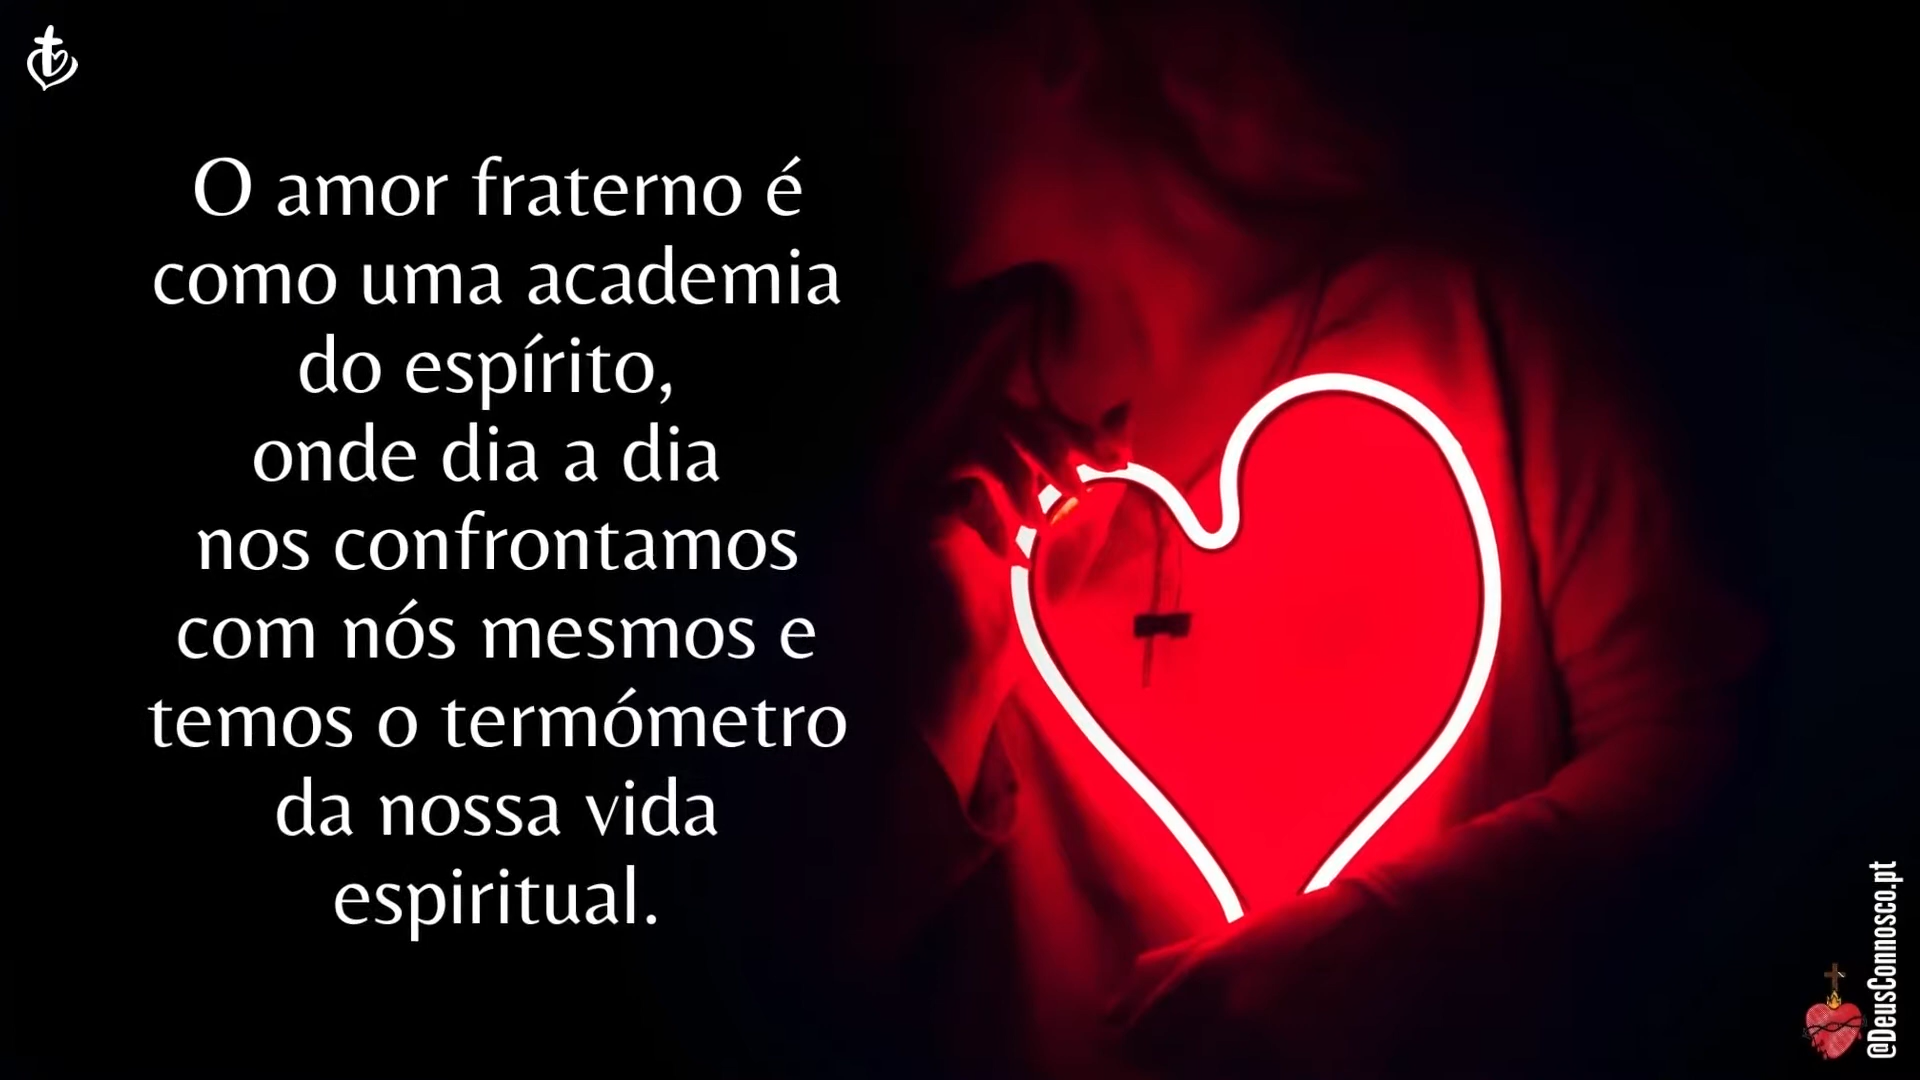 O amor fraterno é
como uma academia
do espírito,
onde dia a dia
nos confrontamos
com nós mesmos e
temos o termómetro
da nossa vida
espiritual.
@DeusConnosco.pt